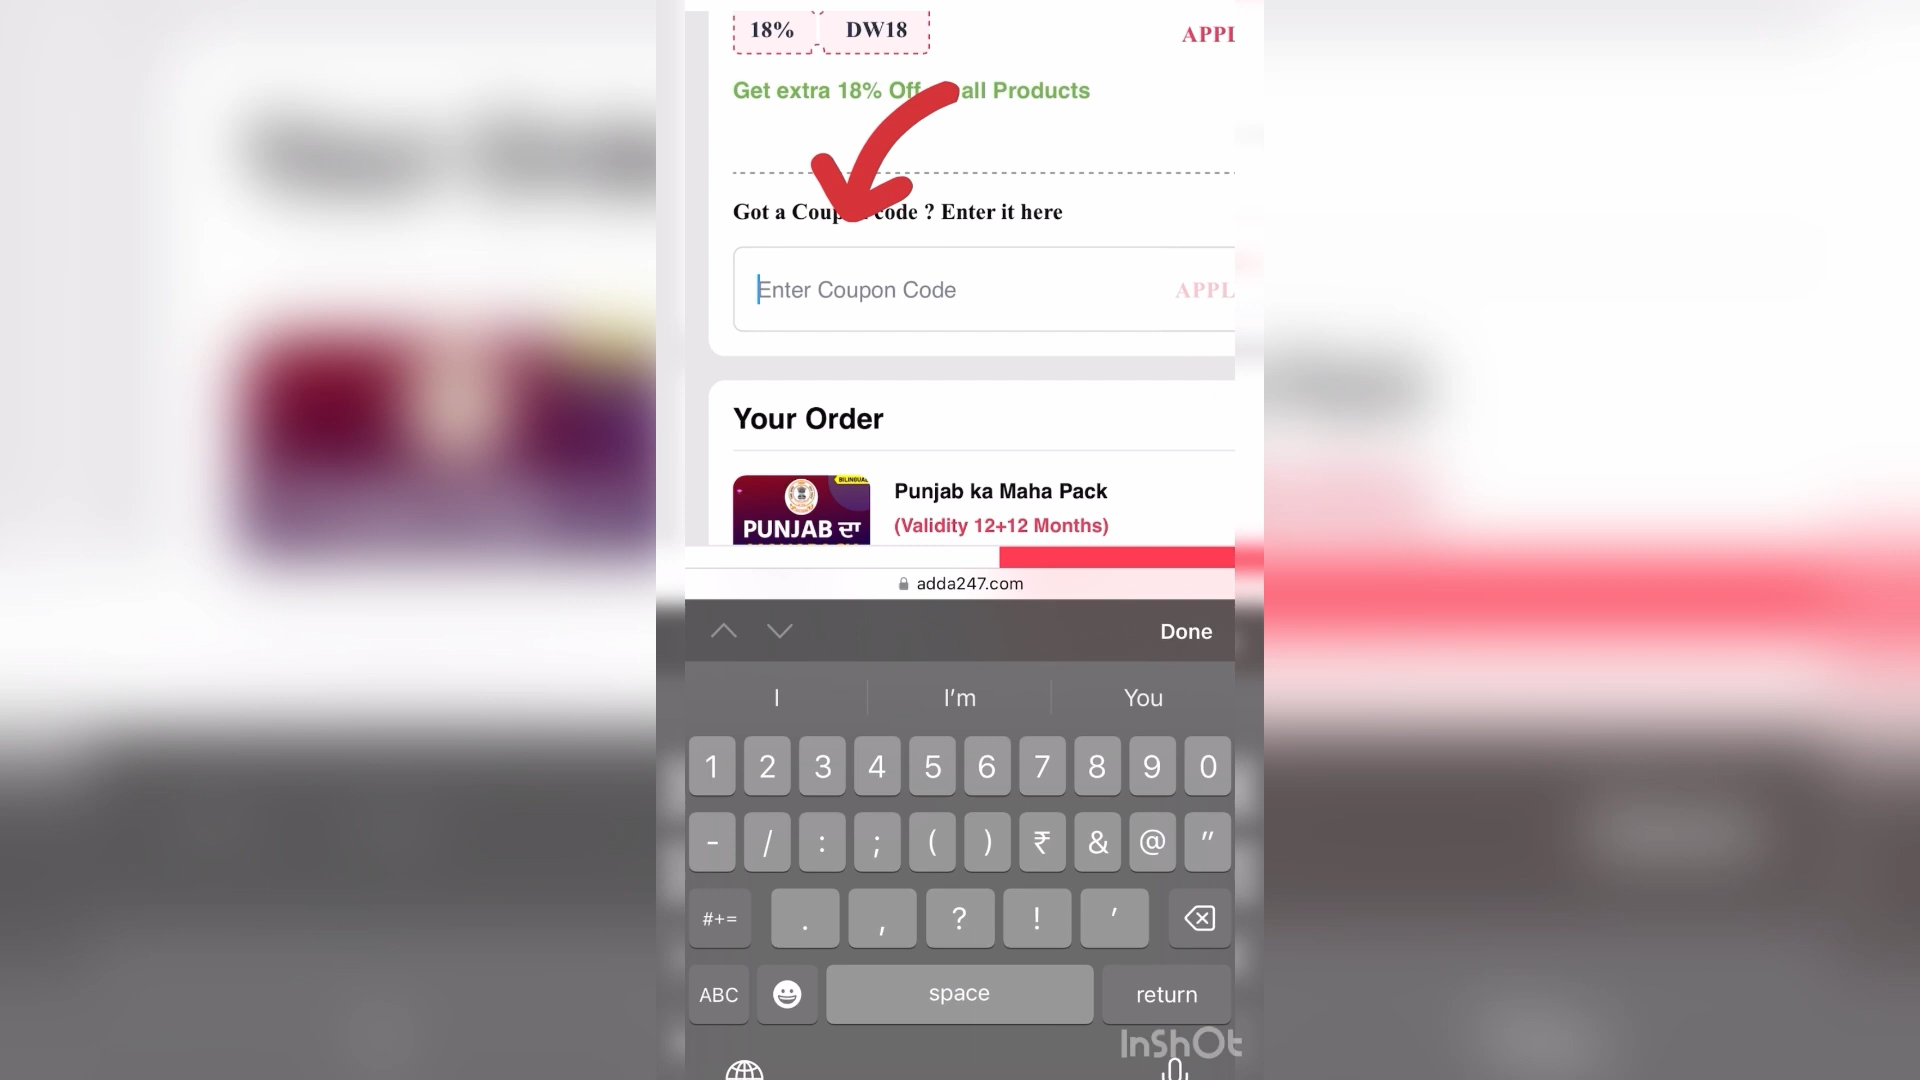 18% DW18 APPL
Get extra 18% Off all Products
Got a Coup code ? Enter it here
Enter Coupon Code APPL
Your Order
BILINGUAL
PUNJAB ਦਾ
Punjab ka Maha Pack
(Validity 12+12 Months)
adda247.com
Done
I I'm You
1 2 3 4 5 6 7 8 9 0
- / : ; ( ) ₹ & @ "
#+= . , ? ! '
ABC space return
InShOt